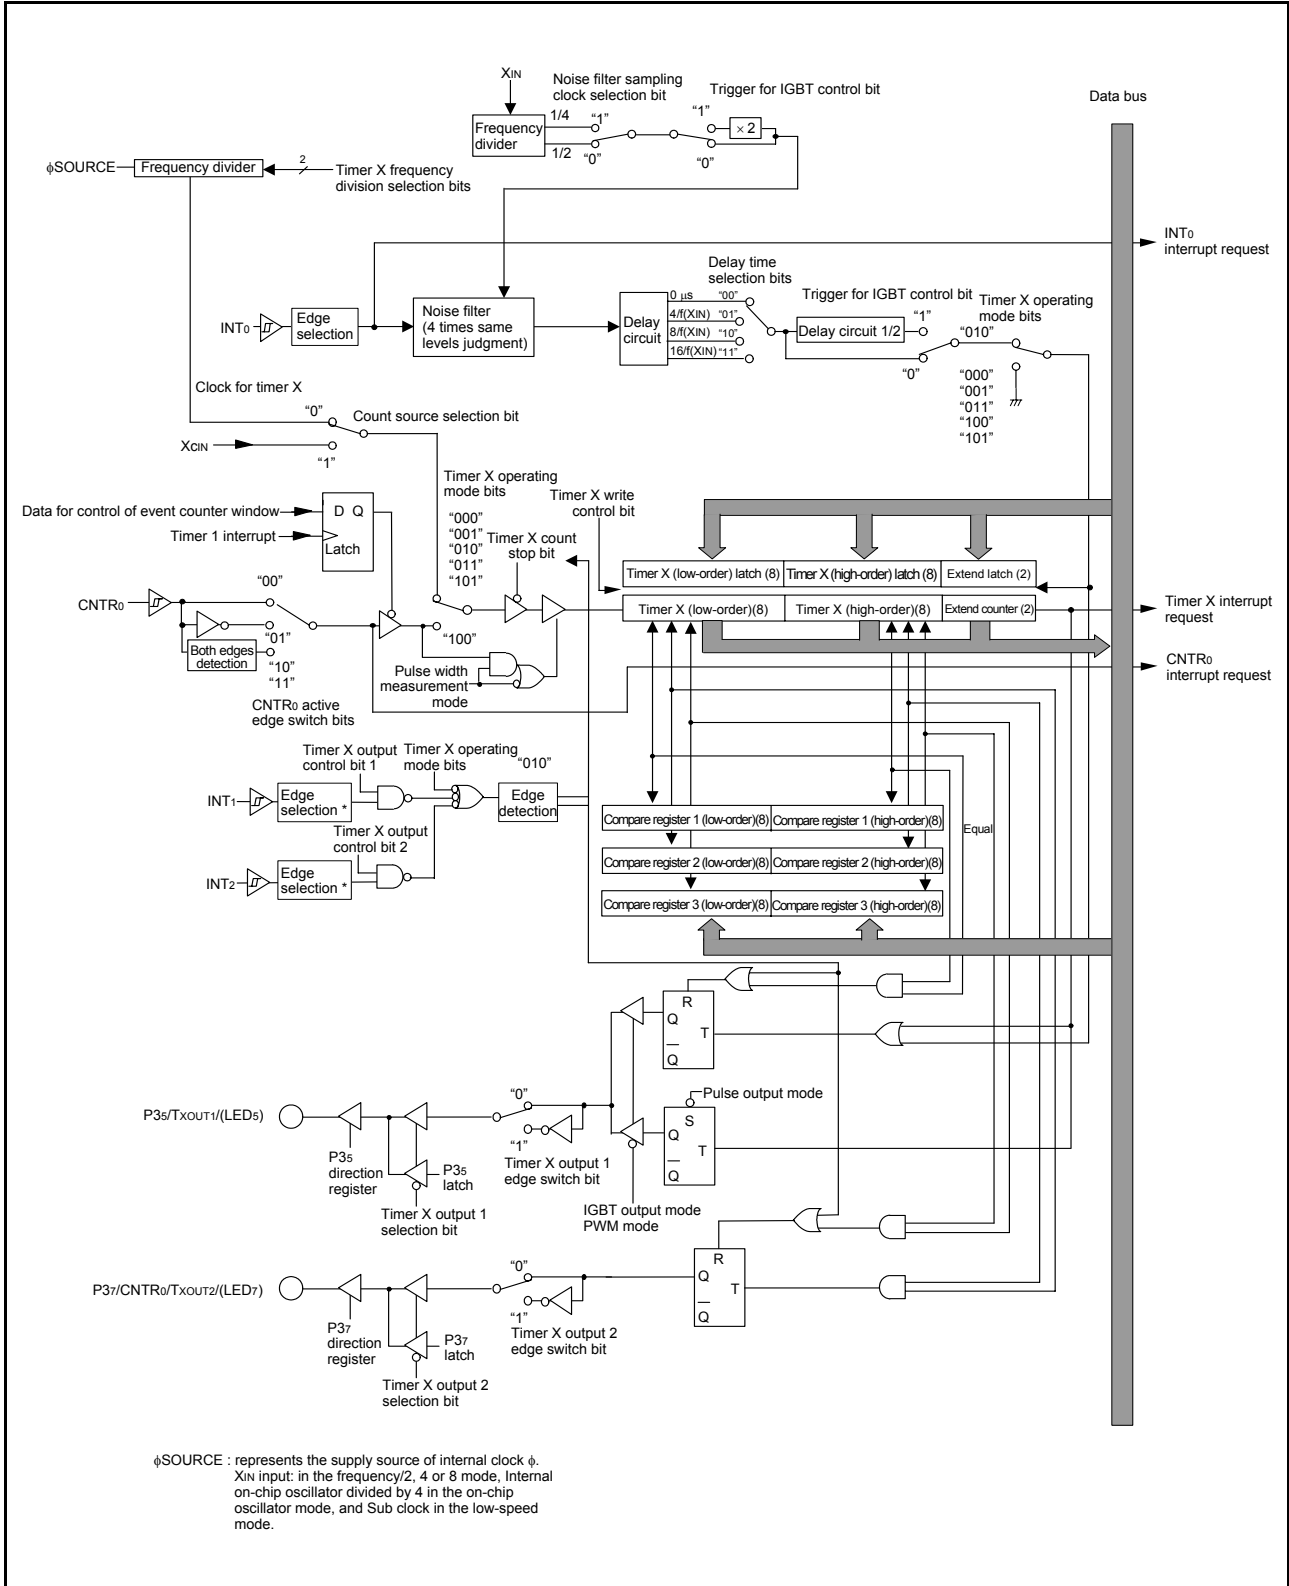 XIN
Noise filter sampling
clock selection bit
Trigger for IGBT control bit
Data bus
1/4
"1"
"1"
× 2
Frequency
divider
1/2
"0"
"0"
ϕSOURCE
Frequency divider
2
Timer X frequency
division selection bits
INT0
interrupt request
Delay time
selection bits
Trigger for IGBT control bit
Timer X operating
mode bits
INT0
Edge
selection
Noise filter
(4 times same
levels judgment)
Delay
circuit
0 μs "00"
4/f(XIN) "01"
8/f(XIN) "10"
16/f(XIN) "11"
Delay circuit 1/2
"1"
"0"
"010"
"000"
"001"
"011"
"100"
"101"
Clock for timer X
"0"
Count source selection bit
XCIN
"1"
Timer X operating
mode bits
Timer X write
control bit
Data for control of event counter window
D Q
Latch
Timer 1 interrupt
"000"
"001"
"010"
"011"
"101"
Timer X count
stop bit
Timer X (low-order) latch (8)
Timer X (high-order) latch (8)
Extend latch (2)
CNTR0
"00"
Timer X (low-order)(8)
Timer X (high-order)(8)
Extend counter (2)
Timer X interrupt
request
"01"
Both edges
detection
"10"
"11"
"100"
Pulse width
measurement
mode
CNTR0
interrupt request
CNTR0 active
edge switch bits
Timer X output
control bit 1
Timer X operating
mode bits
"010"
INT1
Edge
selection *
Edge
detection
Timer X output
control bit 2
INT2
Edge
selection *
Compare register 1 (low-order)(8)
Compare register 1 (high-order)(8)
Equal
Compare register 2 (low-order)(8)
Compare register 2 (high-order)(8)
Compare register 3 (low-order)(8)
Compare register 3 (high-order)(8)
R
Q
T
Q
Pulse output mode
S
Q
T
Q
P35/TXOUT1/(LED5)
"0"
"1"
Timer X output 1
edge switch bit
P35
direction
register
P35
latch
Timer X output 1
selection bit
IGBT output mode
PWM mode
R
Q
T
Q
P37/CNTR0/TXOUT2/(LED7)
"0"
"1"
Timer X output 2
edge switch bit
P37
direction
register
P37
latch
Timer X output 2
selection bit
ϕSOURCE : represents the supply source of internal clock ϕ.
XIN input: in the frequency/2, 4 or 8 mode, Internal
on-chip oscillator divided by 4 in the on-chip
oscillator mode, and Sub clock in the low-speed
mode.